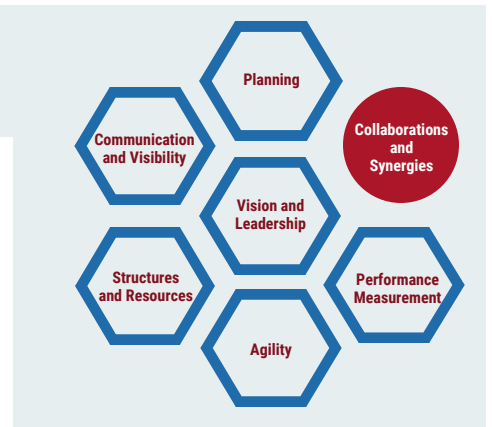 Planning
Communication
and Visibility
Collaborations
and
Synergies
Vision and
Leadership
Structures
and Resources
Performance
Measurement
Agility